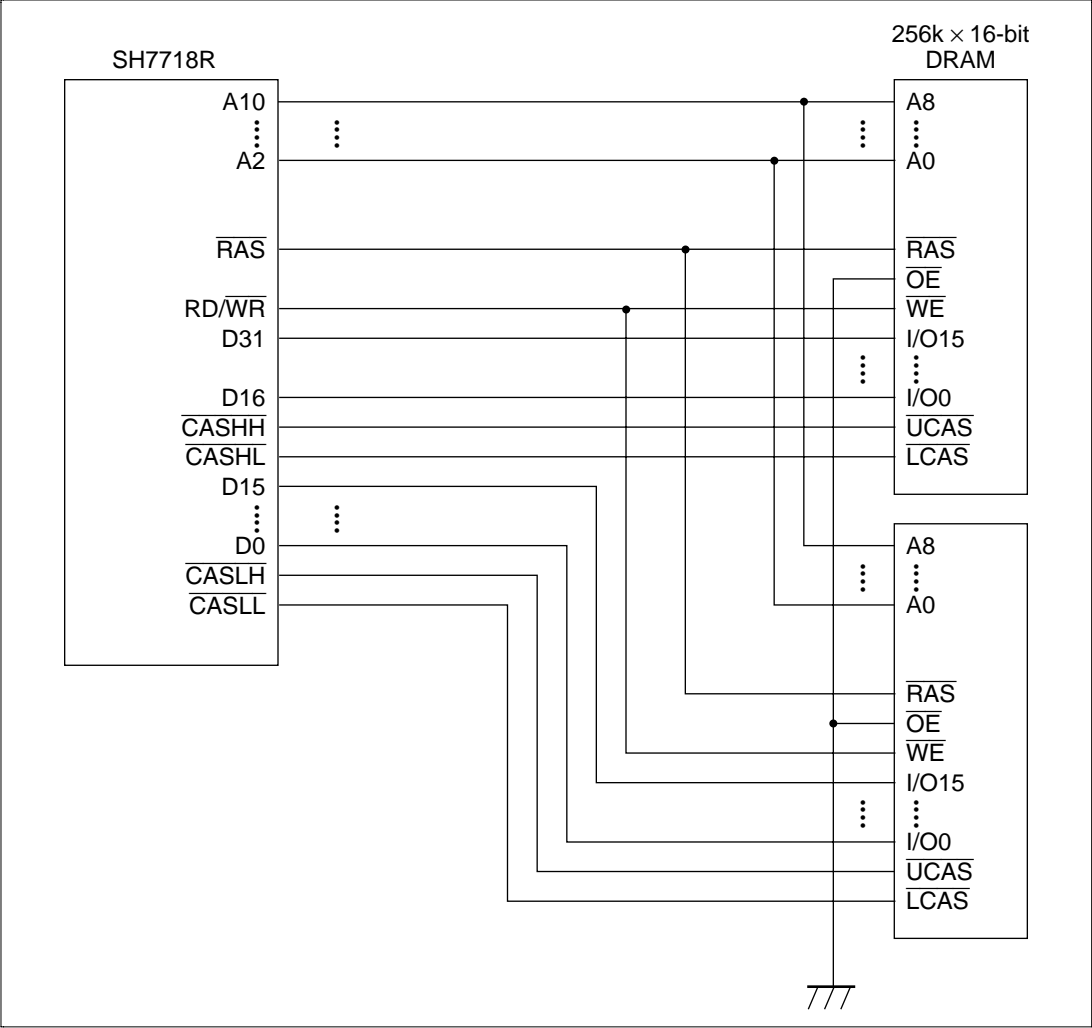 SH7718R
A10
A2
RAS
RD/WR
D31
D16
CASHH
CASHL
D15
D0
CASLH
CASLL
256k × 16-bit
DRAM
A8
A0
RAS
OE
WE
I/O15
I/O0
UCAS
LCAS
A8
A0
RAS
OE
WE
I/O15
I/O0
UCAS
LCAS